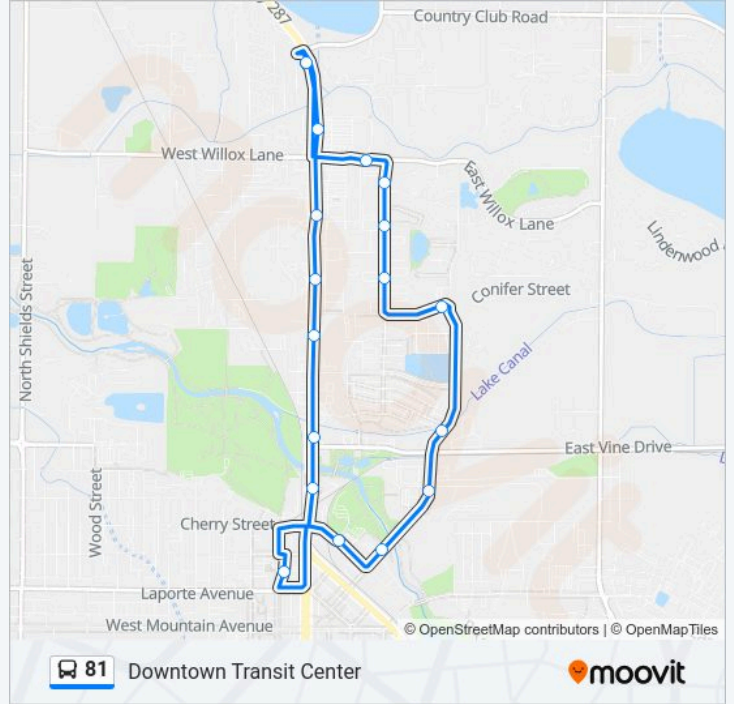 287
Country Club Road
West Willox Lane
East Willox Lane
Lindenwood
North Shields Street
Conifer Street
Lake Canal
East Vine Drive
Wood Street
Cherry Street
Laporte Avenue
West Mountain Avenue
© OpenStreetMap contributors | © OpenMapTiles
81 Downtown Transit Center
moovit